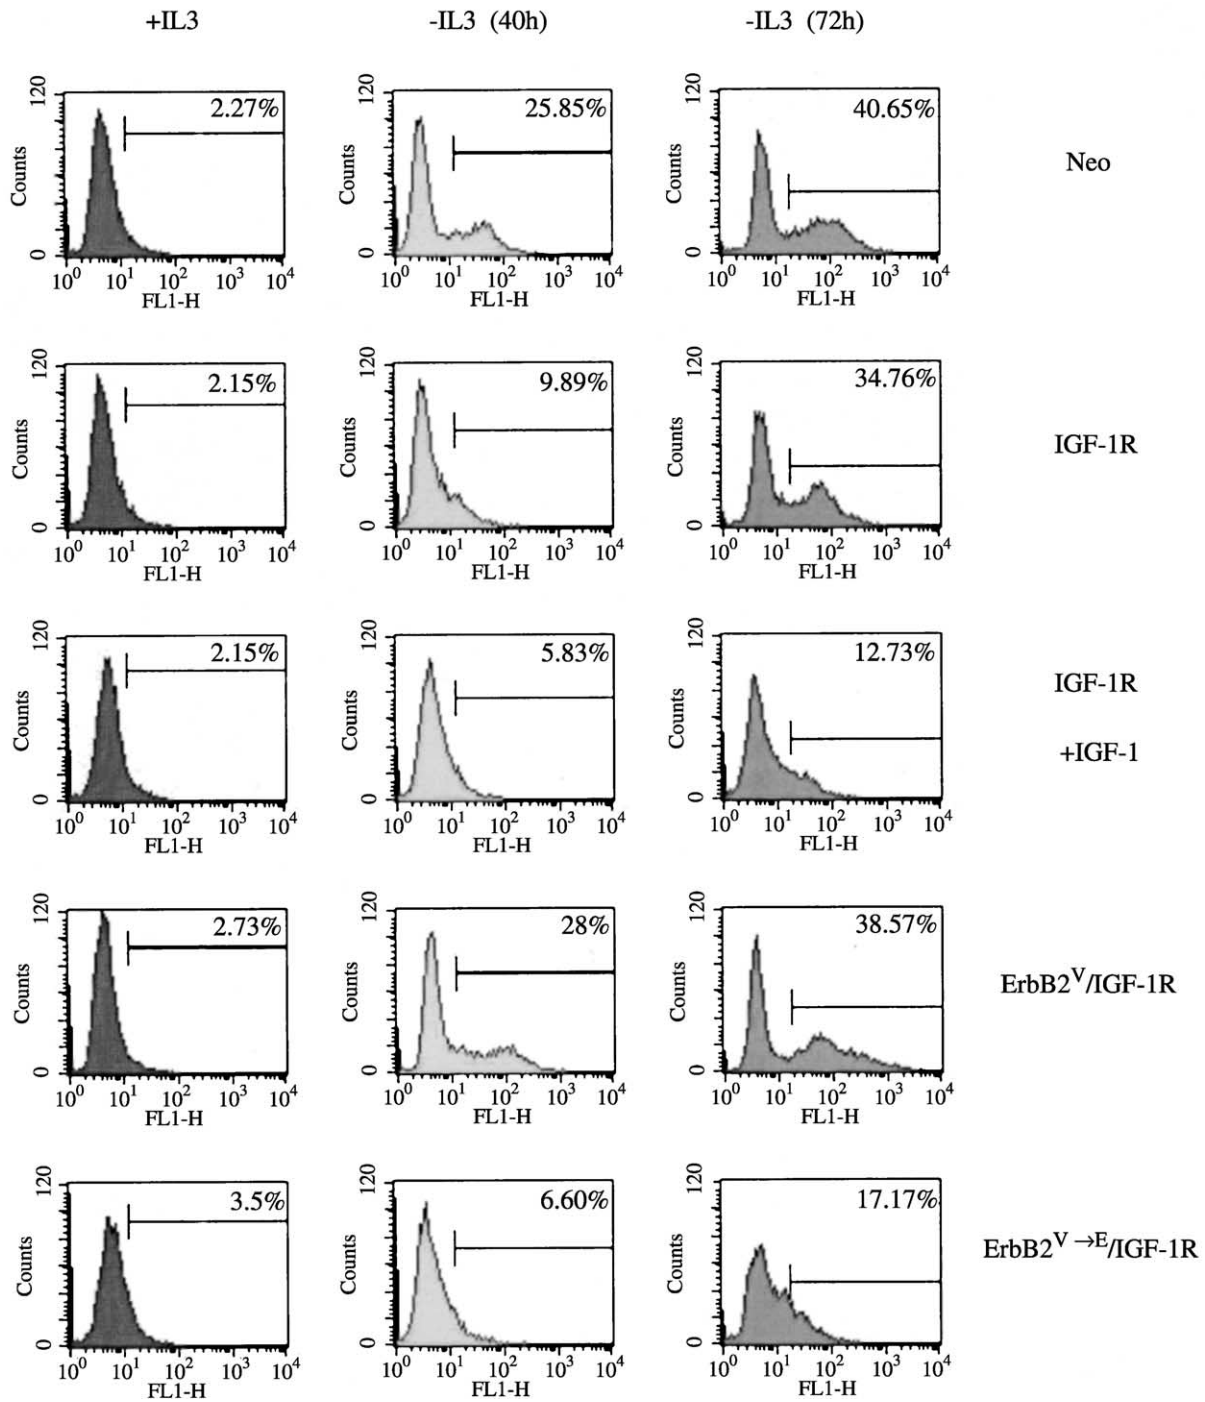 +IL3 -IL3 (40h) -IL3 (72h)
120 2.27% 120 25.85% 120 40.65%
Counts Counts Counts Neo
0 0 0
10^0 10^1 10^2 10^3 10^4 10^0 10^1 10^2 10^3 10^4 10^0 10^1 10^2 10^3 10^4
FL1-H FL1-H FL1-H
120 2.15% 120 9.89% 120 34.76%
Counts Counts Counts IGF-1R
0 0 0
10^0 10^1 10^2 10^3 10^4 10^0 10^1 10^2 10^3 10^4 10^0 10^1 10^2 10^3 10^4
FL1-H FL1-H FL1-H
120 2.15% 120 5.83% 120 12.73%
IGF-1R
Counts Counts Counts +IGF-1
0 0 0
10^0 10^1 10^2 10^3 10^4 10^0 10^1 10^2 10^3 10^4 10^0 10^1 10^2 10^3 10^4
FL1-H FL1-H FL1-H
120 2.73% 120 28% 120 38.57%
Counts Counts Counts ErbB2^V/IGF-1R
0 0 0
10^0 10^1 10^2 10^3 10^4 10^0 10^1 10^2 10^3 10^4 10^0 10^1 10^2 10^3 10^4
FL1-H FL1-H FL1-H
120 3.5% 120 6.60% 120 17.17%
Counts Counts Counts ErbB2^V→E/IGF-1R
0 0 0
10^0 10^1 10^2 10^3 10^4 10^0 10^1 10^2 10^3 10^4 10^0 10^1 10^2 10^3 10^4
FL1-H FL1-H FL1-H